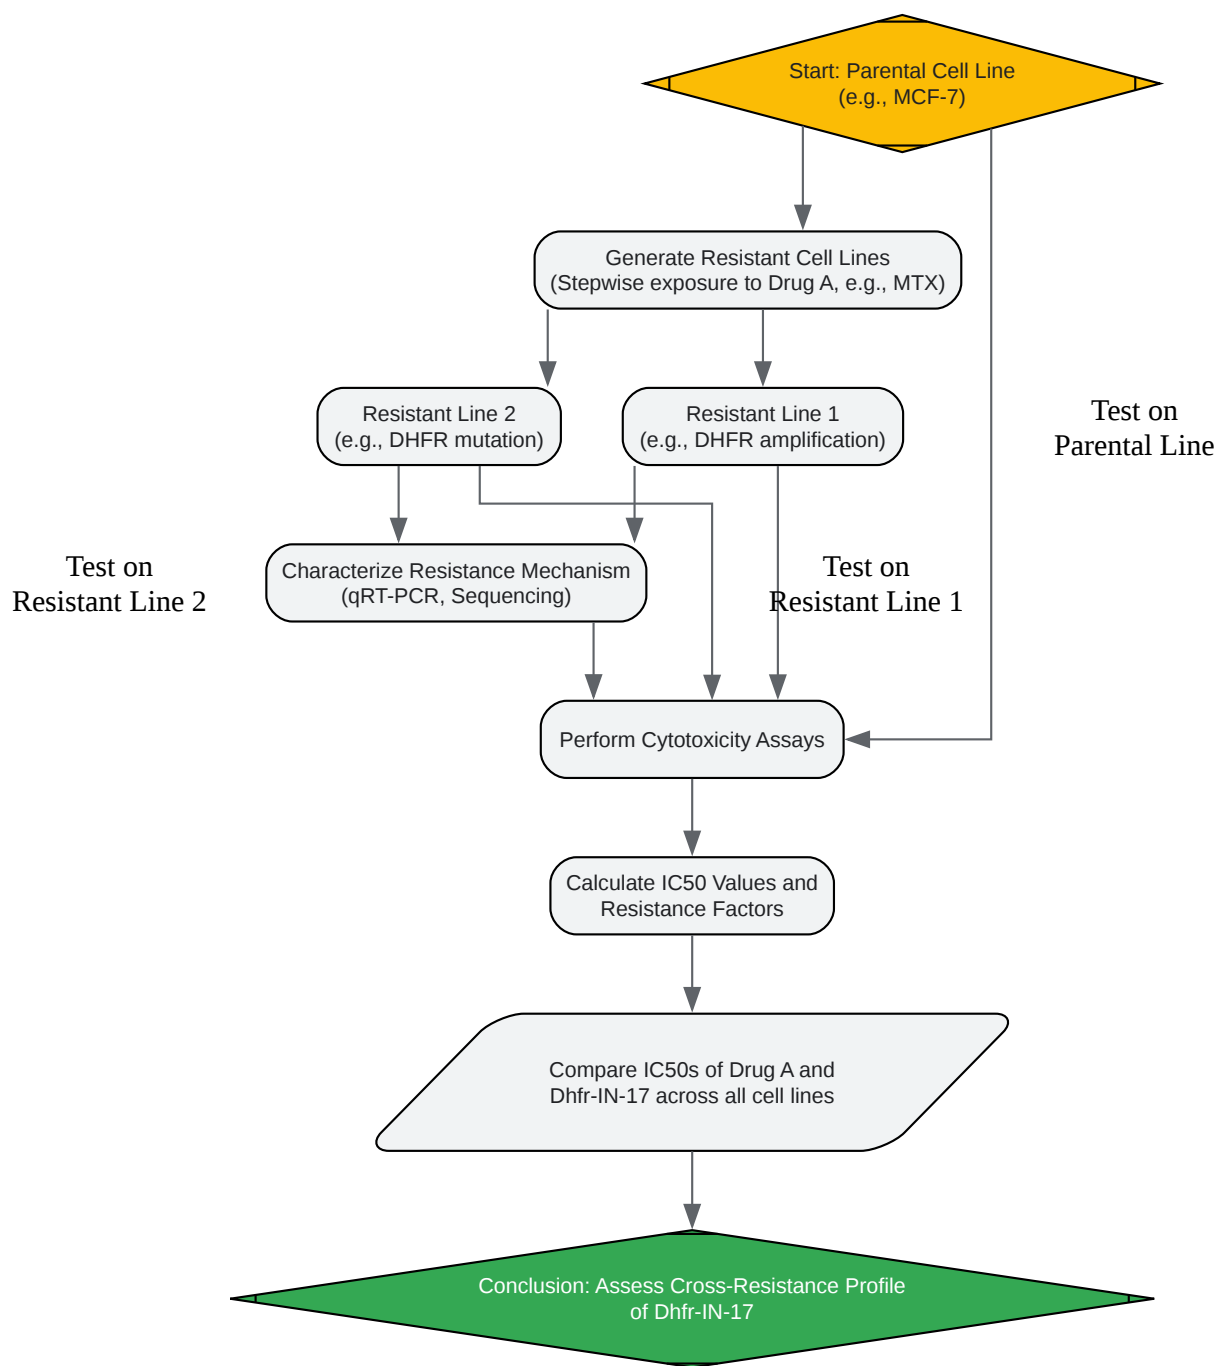 Start: Parental Cell Line
(e.g., MCF-7)
Generate Resistant Cell Lines
(Stepwise exposure to Drug A, e.g., MTX)
Resistant Line 2
(e.g., DHFR mutation)
Resistant Line 1
(e.g., DHFR amplification)
Test on
Parental Line
Test on
Resistant Line 2
Characterize Resistance Mechanism
(qRT-PCR, Sequencing)
Test on
Resistant Line 1
Perform Cytotoxicity Assays
Calculate IC50 Values and
Resistance Factors
Compare IC50s of Drug A and
Dhfr-IN-17 across all cell lines
Conclusion: Assess Cross-Resistance Profile
of Dhfr-IN-17